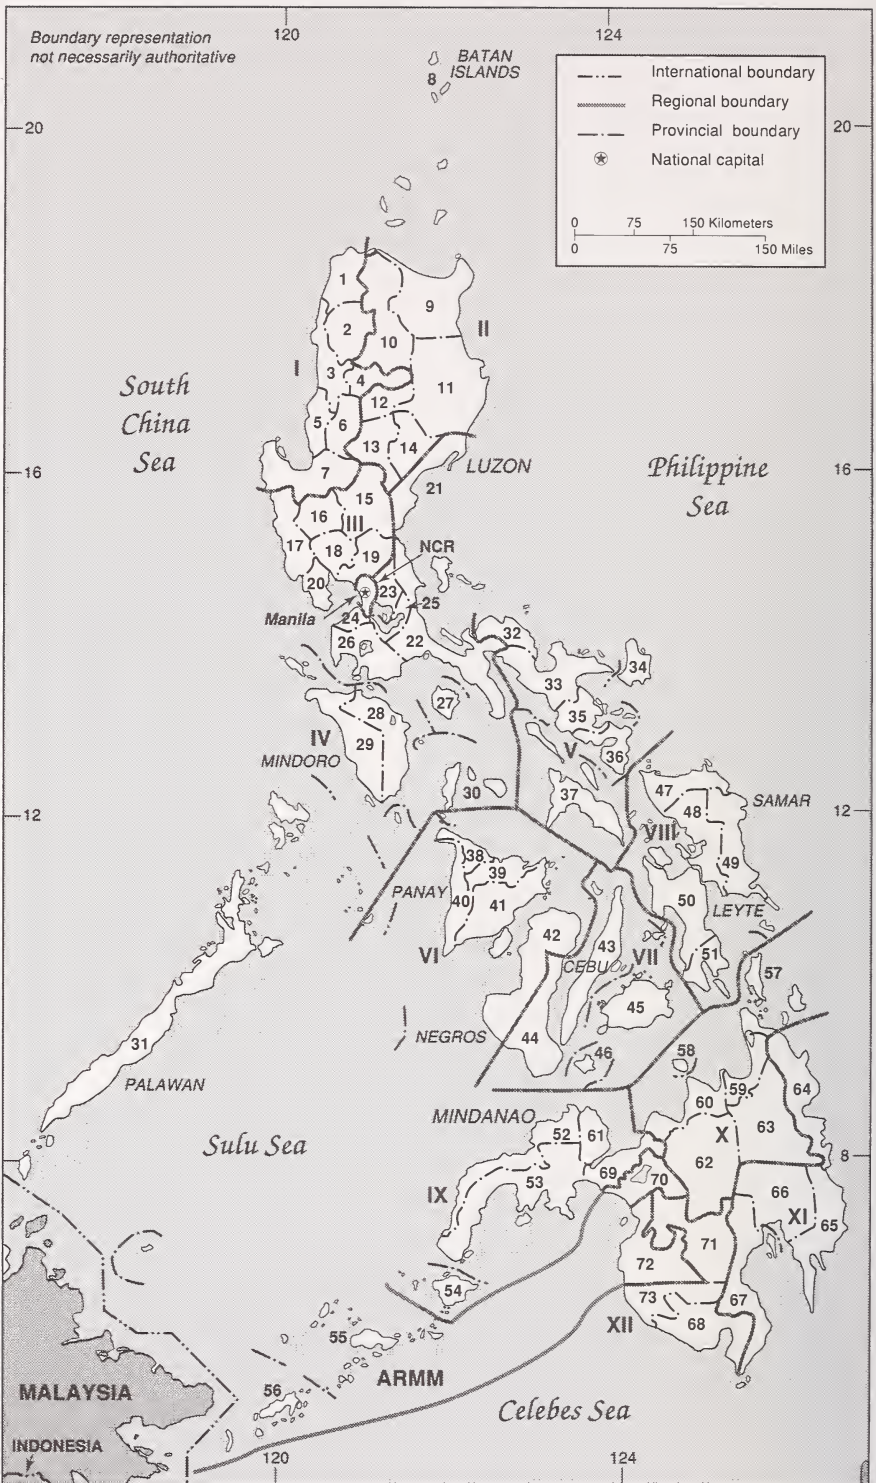 120
124
Boundary representation
not necessarily authoritative
BATAN
ISLANDS
8
International boundary
Regional boundary
Provincial boundary
National capital
0 75 150 Kilometers
0 75 150 Miles
20
20
1
9
2
10
II
I
3
4
11
12
5
6
13
14
South
China
Sea
16
7
LUZON
16
Philippine
Sea
21
15
16
III
17
18
19
NCR
20
23
25
Manila
24
26
22
32
34
33
27
28
35
IV
29
V
36
MINDORO
30
37
47
SAMAR
48
12
12
VIII
38
39
49
PANAY
40
41
50
LEYTE
42
43
VI
CEBU
VII
51
57
45
44
NEGROS
31
46
58
PALAWAN
59
64
60
MINDANAO
63
X
52
61
Sulu Sea
8
62
69
70
IX
53
66
XI
65
71
72
54
73
67
68
XII
55
ARMM
56
MALAYSIA
Celebes Sea
INDONESIA
120
124